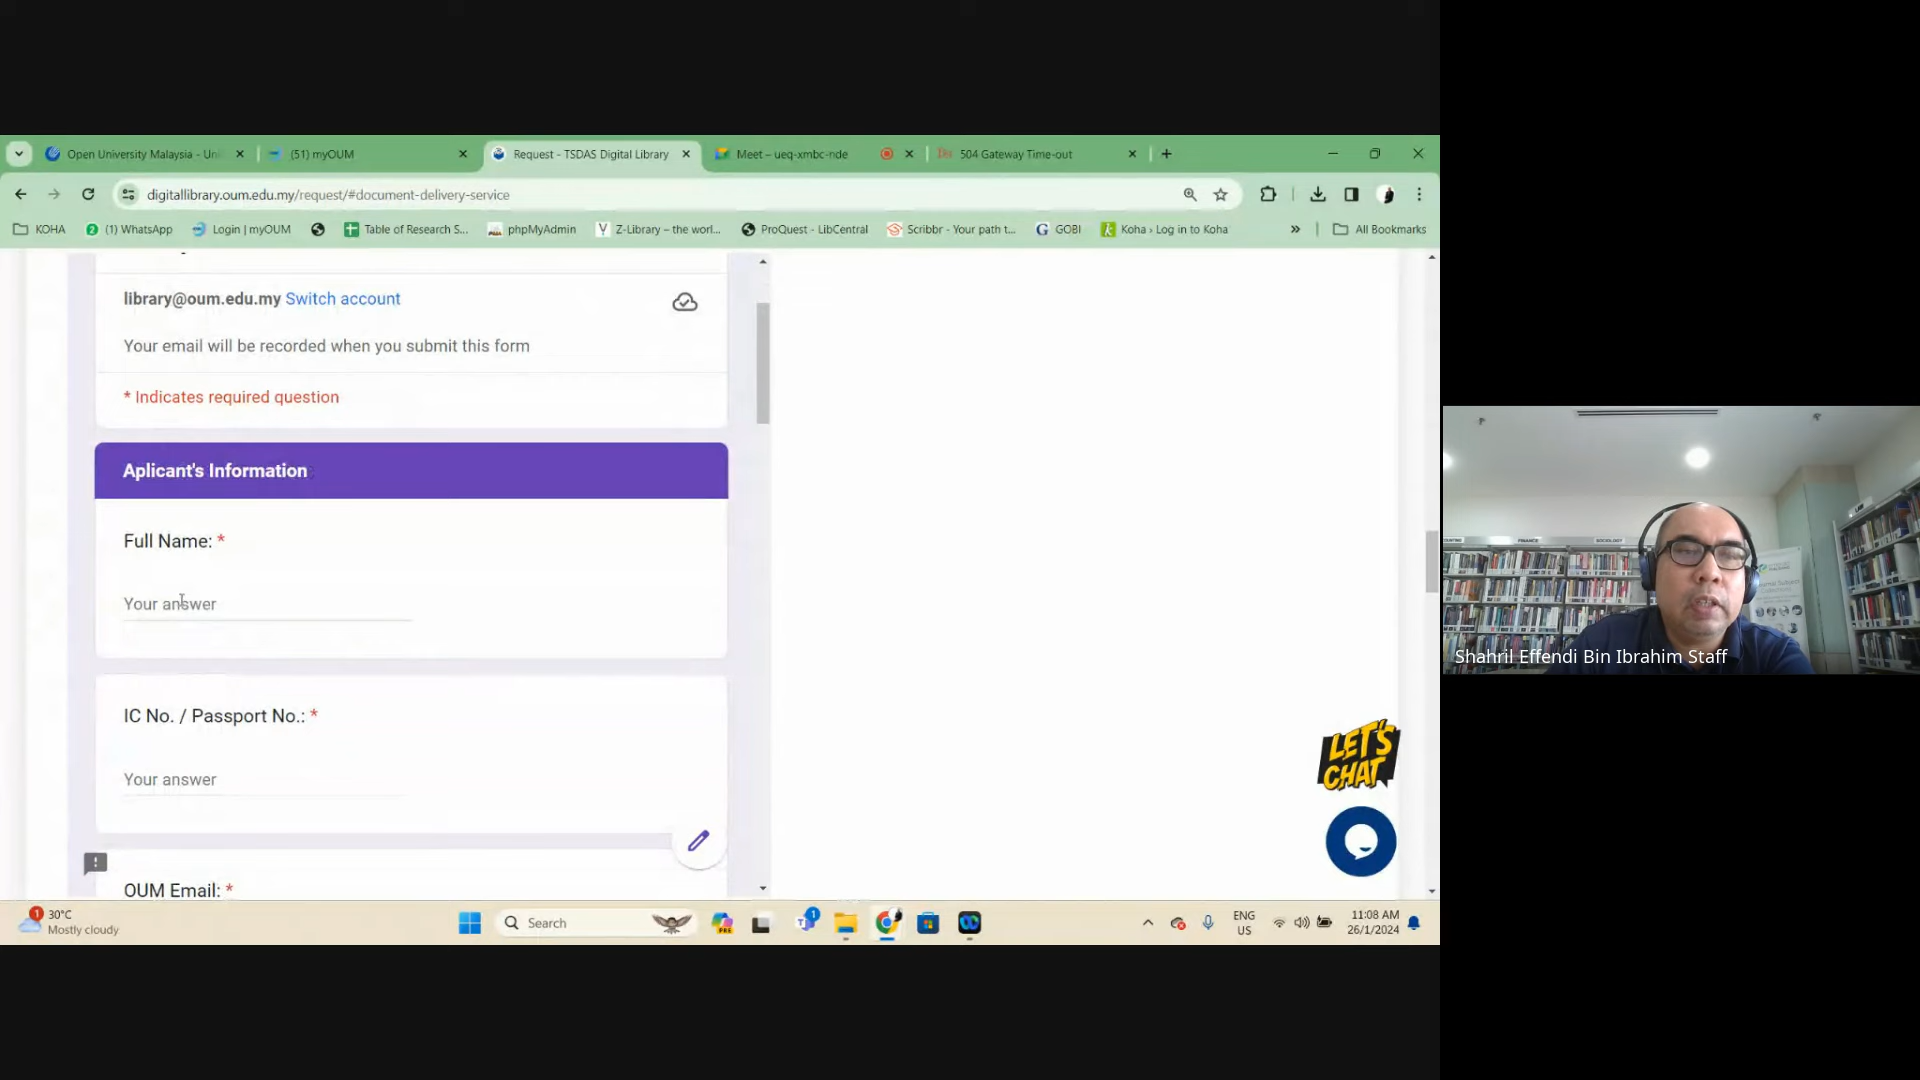 Open University Malaysia - Uni
(51) myOUM
Request - TSDAS Digital Library
Meet – ueq-xmbc-nde
504 Gateway Time-out
digitallibrary.oum.edu.my/request/#document-delivery-service
KOHA
(1) WhatsApp
Login | myOUM
Table of Research S...
phpMyAdmin
Z-Library – the worl...
ProQuest - LibCentral
Scribbr - Your path t...
GOBI
Koha › Log in to Koha
»
All Bookmarks
library@oum.edu.my Switch account
Your email will be recorded when you submit this form
* Indicates required question
Aplicant's Information
Full Name: *
Your answer
IC No. / Passport No.: *
Your answer
OUM Email: *
LET'S
CHAT
FINANCE
SOCIOLOGY
Shahril Effendi Bin Ibrahim Staff
1
30°C
Mostly cloudy
Search
PRE
1
ENG
US
11:08 AM
26/1/2024